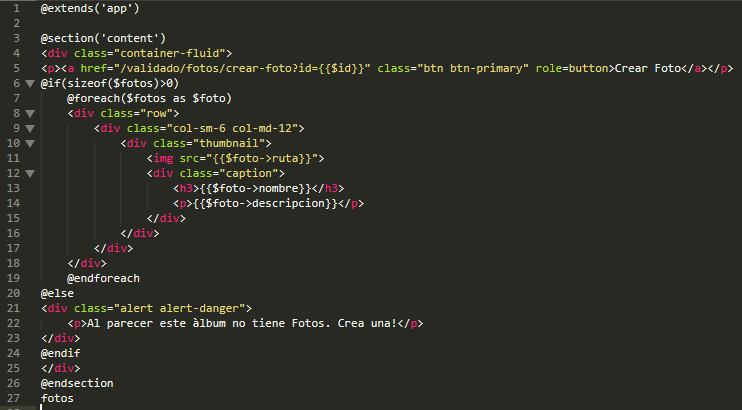 1 @extends('app')
2
3 @section('content')
4 <div class="container-fluid">
5 <p><a href="/validado/fotos/crear-foto?id={{$id}}" class="btn btn-primary" role=button>Crear Foto</a></p>
6 @if(sizeof($fotos)>0)
7 @foreach($fotos as $foto)
8 <div class="row">
9 <div class="col-sm-6 col-md-12">
10 <div class="thumbnail">
11 <img src="{{$foto->ruta}}">
12 <div class="caption">
13 <h3>{{$foto->nombre}}</h3>
14 <p>{{$foto->descripcion}}</p>
15 </div>
16 </div>
17 </div>
18 </div>
19 @endforeach
20 @else
21 <div class="alert alert-danger">
22 <p>Al parecer este àlbum no tiene Fotos. Crea una!</p>
23 </div>
24 @endif
25 </div>
26 @endsection
27 fotos